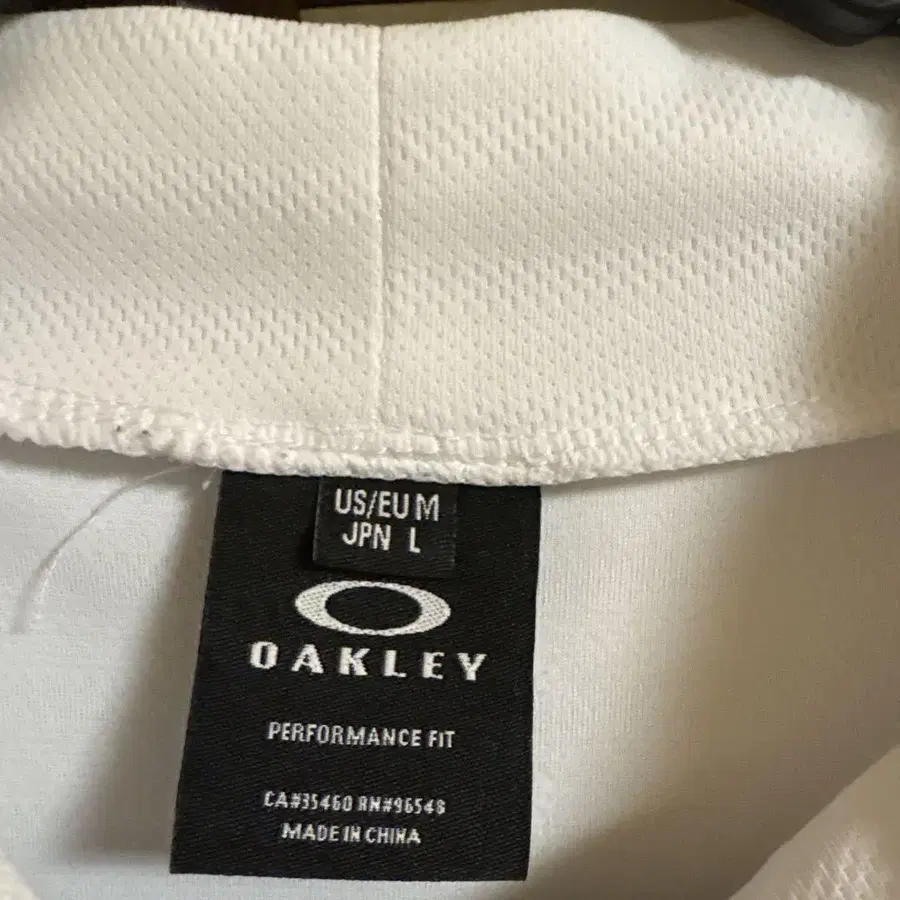 US/EU M
JPN L
OAKLEY
PERFORMANCE FIT
CA#35460 RN#96548
MADE IN CHINA